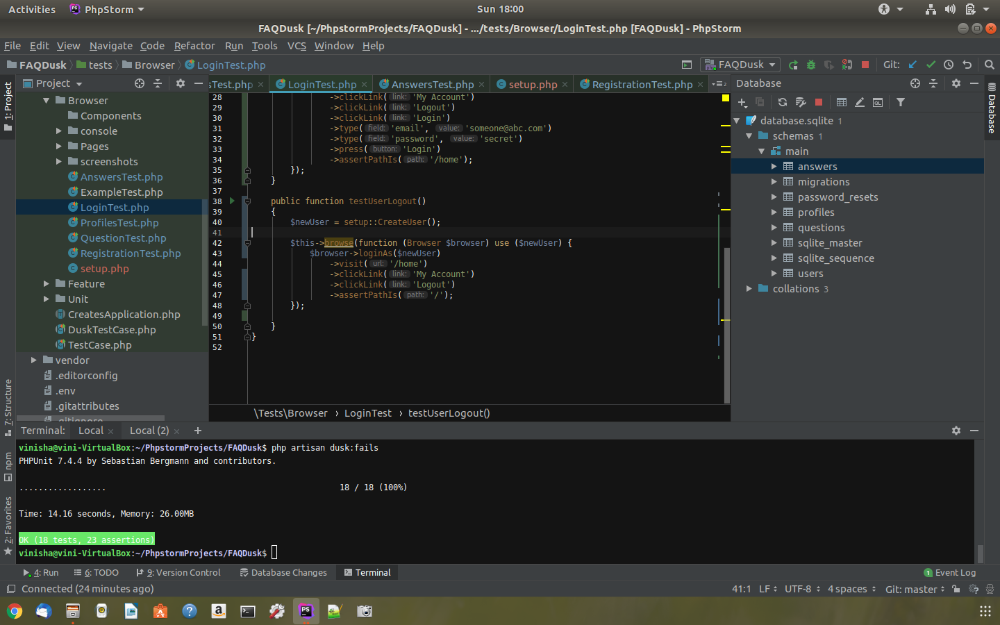 Activities PhpStorm Sun 18:00
FAQDusk [~/PhpstormProjects/FAQDusk] - .../tests/Browser/LoginTest.php [FAQDusk] - PhpStorm
File Edit View Navigate Code Refactor Run Tools VCS Window Help
FAQDusk tests Browser LoginTest.php FAQDusk Git:
1: Project
7: Structure
npm
2: Favorites
Project
Browser
Components
console
Pages
screenshots
AnswersTest.php
ExampleTest.php
LoginTest.php
ProfilesTest.php
QuestionTest.php
RegistrationTest.php
setup.php
Feature
Unit
CreatesApplication.php
DuskTestCase.php
TestCase.php
vendor
.editorconfig
.env
.gitattributes
.gitignore
sTest.php LoginTest.php AnswersTest.php setup.php RegistrationTest.php 2
28 ->clickLink( link: 'My Account')
29 ->clickLink( link: 'Logout')
30 ->clickLink( link: 'Login')
31 ->type( field: 'email', value: 'someone@abc.com')
32 ->type( field: 'password', value: 'secret')
33 ->press( button: 'Login')
34 ->assertPathIs( path: '/home');
35 });
36 }
37
38 public function testUserLogout()
39 {
40 $newUser = setup::CreateUser();
41
42 $this->browse(function (Browser $browser) use ($newUser) {
43 $browser->loginAs($newUser)
44 ->visit( url: '/home')
45 ->clickLink( link: 'My Account')
46 ->clickLink( link: 'Logout')
47 ->assertPathIs( path: '/');
48 });
49
50 }
51 }
52
\Tests\Browser › LoginTest › testUserLogout()
Database
Database
QL
database.sqlite 1
schemas 1
main
answers
migrations
password_resets
profiles
questions
sqlite_master
sqlite_sequence
users
collations 3
Terminal: Local Local (2)
vinisha@vini-VirtualBox:~/PhpstormProjects/FAQDusk$ php artisan dusk:fails
PHPUnit 7.4.4 by Sebastian Bergmann and contributors.
.................. 18 / 18 (100%)
Time: 14.16 seconds, Memory: 26.00MB
OK (18 tests, 23 assertions)
vinisha@vini-VirtualBox:~/PhpstormProjects/FAQDusk$
4: Run 6: TODO 9: Version Control Database Changes Terminal 1 Event Log
Connected (24 minutes ago) 41:1 LF UTF-8 4 spaces Git: master